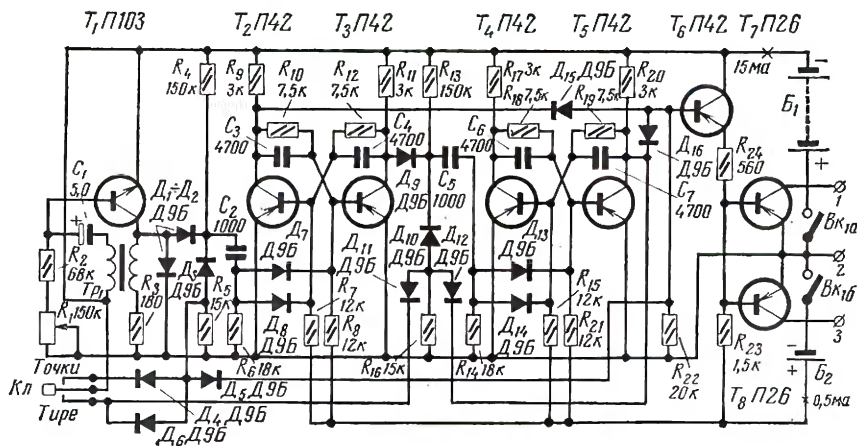 T1 П103
T2 П42
T3 П42
T4 П42
T5 П42
T6 П42
T7 П26
R4
150к
R9
3к
R10
7,5к
R12
7,5к
R11
3к
R13
150к
R17 3к
R18 7,5к
Д15 Д9Б
R19 7,5к
R20
3к
15ма
Б1
−
+
C1
5,0
+
Д1÷Д2
Д9Б
C2
1000
C3
4700
C4
4700
Д9
Д9Б
C5
1000
C6
4700
C7
4700
Д16
Д9Б
R24
560
1
Вк1а
2
Вк1б
3
R2
68к
R1 150к
Тр1
R3
180
Д3
Д9Б
R5
15к
Д7
Д9Б
Д8
Д9Б
R6 18к
R7
12к
R8
12к
Д11
Д9Б
Д10
Д9Б
Д12
Д9Б
R16 15к
R14 18к
Д13
Д9Б
Д14
Д9Б
R15
12к
R21
12к
R22
20к
R23
1,5к
T8 П26
−
+
Б2
0,5ма
Точки
Кл
Тире
Д5 Д9Б
Д4 Д9Б
Д6 Д9Б